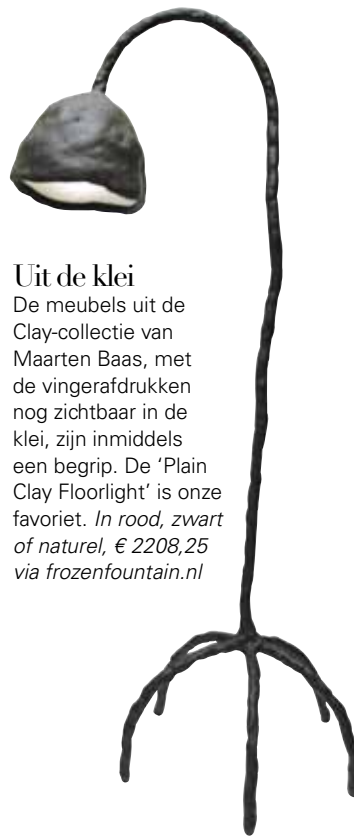 Uit de klei
De meubels uit de
Clay-collectie van
Maarten Baas, met
de vingerafdrukken
nog zichtbaar in de
klei, zijn inmiddels
een begrip. De ‘Plain
Clay Floorlight’ is onze
favoriet. In rood, zwart
of naturel, € 2208,25
via frozenfountain.nl